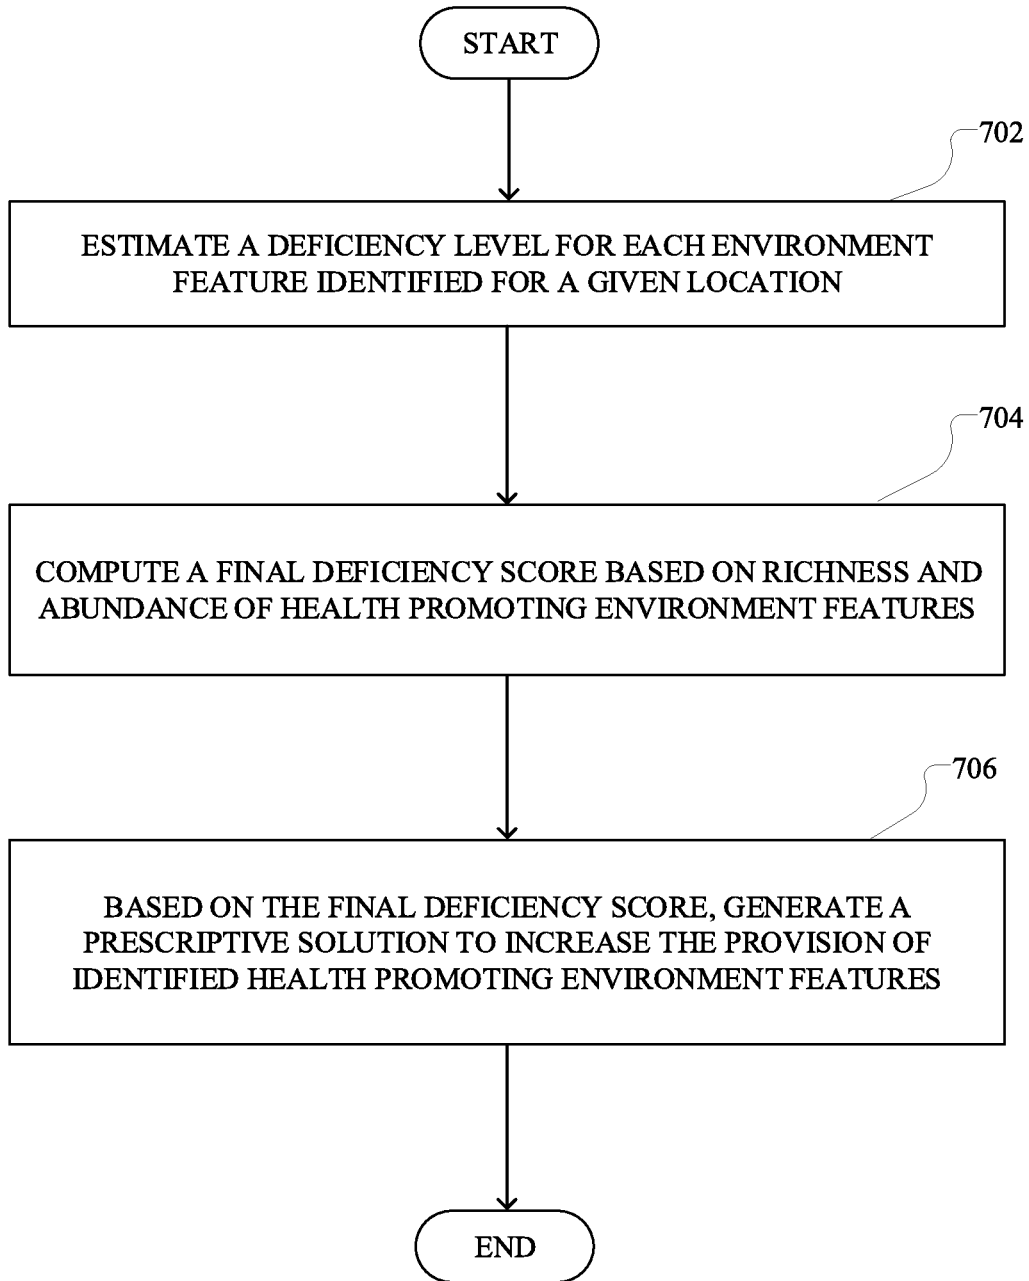 START
702
ESTIMATE A DEFICIENCY LEVEL FOR EACH ENVIRONMENT
FEATURE IDENTIFIED FOR A GIVEN LOCATION
704
COMPUTE A FINAL DEFICIENCY SCORE BASED ON RICHNESS AND
ABUNDANCE OF HEALTH PROMOTING ENVIRONMENT FEATURES
706
BASED ON THE FINAL DEFICIENCY SCORE, GENERATE A
PRESCRIPTIVE SOLUTION TO INCREASE THE PROVISION OF
IDENTIFIED HEALTH PROMOTING ENVIRONMENT FEATURES
END